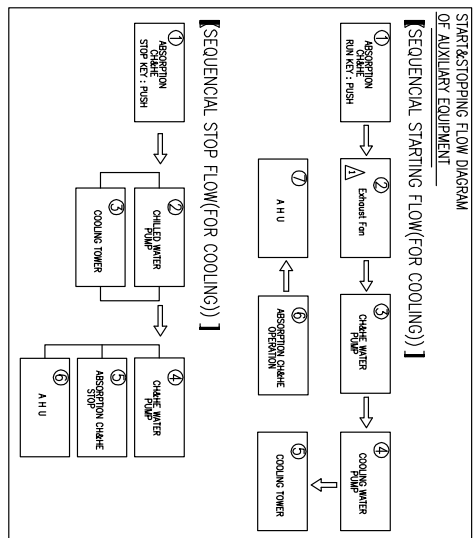 START&STOPPING FLOW DIAGRAM
OF AUXILIARY EQUIPMENT
【(SEQUENCIAL STARTING FLOW(FOR COOLING)) 】
① ABSORPTION
CH&HE
RUN KEY : PUSH
②
1 Exhaust Fan
③ CH&HE WATER
PUMP
④ COOLING WATER
PUMP
⑤ COOLING TOWER
⑥ ABSORPTION CH&HE
OPERATION
⑦ A H U
【(SEQUENCIAL STOP FLOW(FOR COOLING)) 】
① ABSORPTION
CH&HE
STOP KEY : PUSH
② CHILLED WATER
PUMP
③ COOLING TOWER
④ CH&HE WATER
PUMP
⑤ ABSORPTION CH&HE
STOP
⑥ A H U